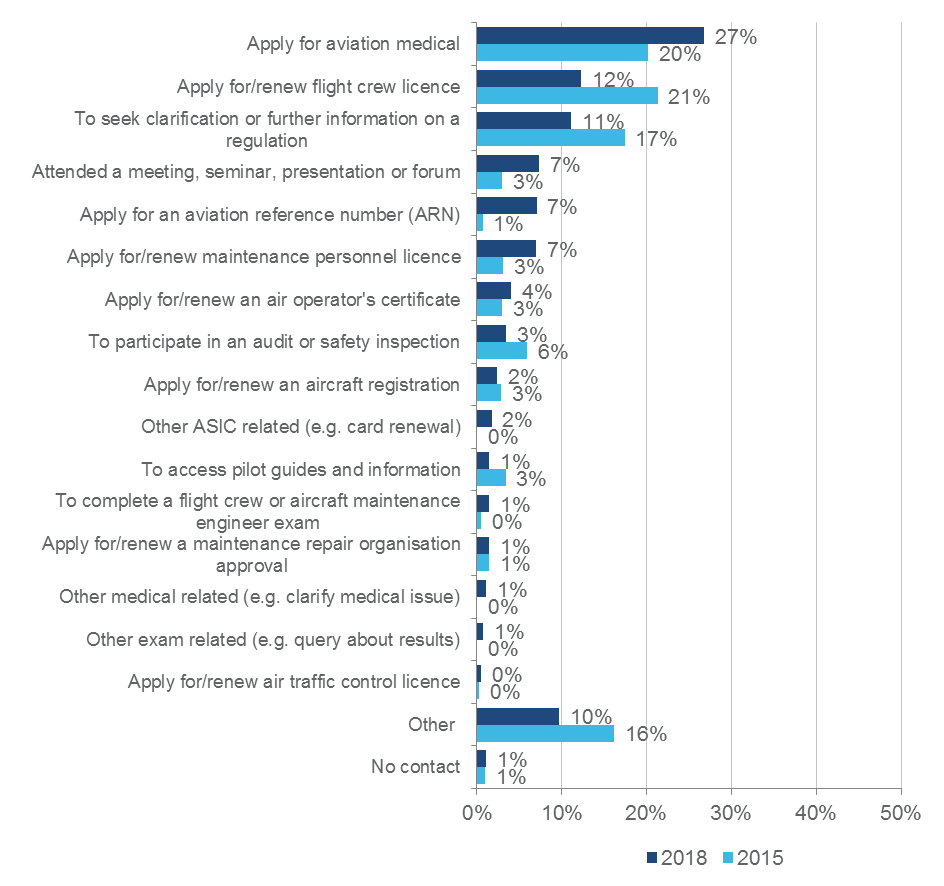 Apply for aviation medical
27%
20%
Apply for/renew flight crew licence
12%
21%
To seek clarification or further information on a
regulation
11%
17%
Attended a meeting, seminar, presentation or forum
7%
3%
Apply for an aviation reference number (ARN)
7%
1%
Apply for/renew maintenance personnel licence
7%
3%
Apply for/renew an air operator's certificate
4%
3%
To participate in an audit or safety inspection
3%
6%
Apply for/renew an aircraft registration
2%
3%
Other ASIC related (e.g. card renewal)
2%
0%
To access pilot guides and information
1%
3%
To complete a flight crew or aircraft maintenance
engineer exam
1%
0%
Apply for/renew a maintenance repair organisation
approval
1%
1%
Other medical related (e.g. clarify medical issue)
1%
0%
Other exam related (e.g. query about results)
1%
0%
Apply for/renew air traffic control licence
0%
0%
Other
10%
16%
No contact
1%
1%
0% 10% 20% 30% 40% 50%
2018 2015